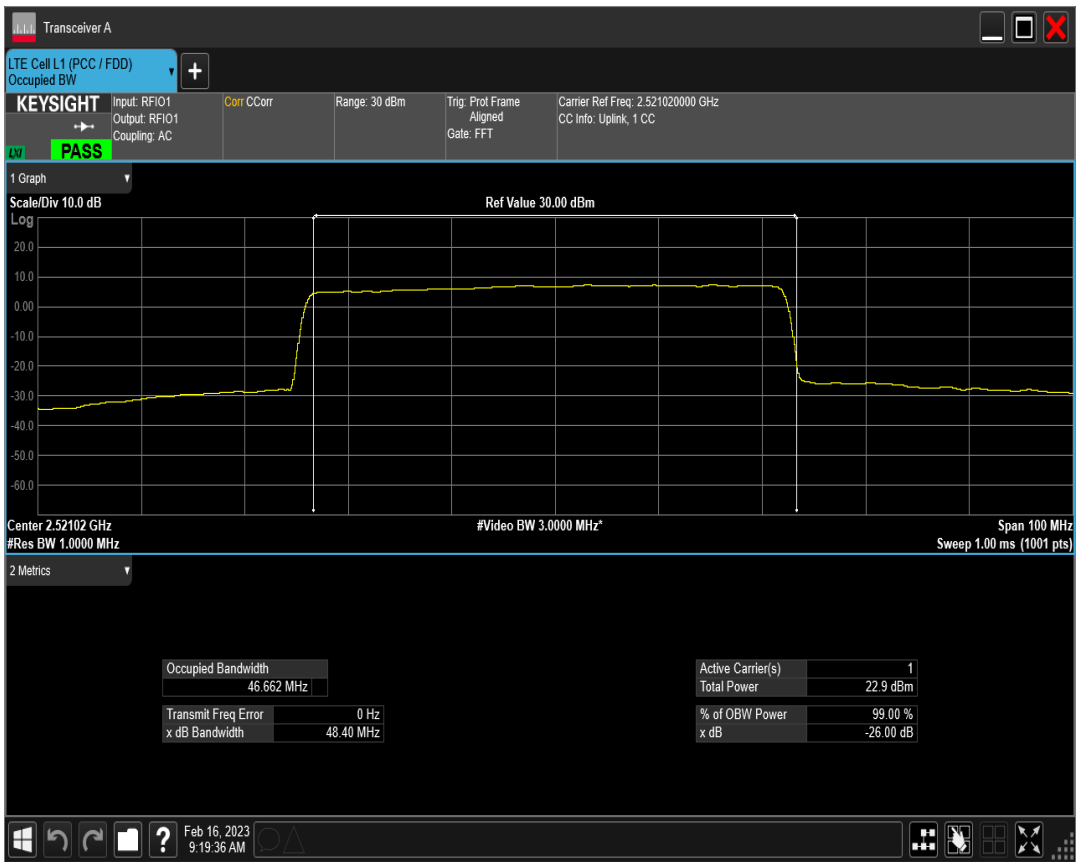 Transceiver A
LTE Cell L1 (PCC / FDD)
Occupied BW
+
KEYSIGHT
LXI
PASS
Input: RFIO1
Output: RFIO1
Coupling: AC
Corr CCorr
Range: 30 dBm
Trig: Prot Frame
Aligned
Gate: FFT
Carrier Ref Freq: 2.521020000 GHz
CC Info: Uplink, 1 CC
1 Graph
Scale/Div 10.0 dB
Ref Value 30.00 dBm
Log
20.0
10.0
0.00
-10.0
-20.0
-30.0
-40.0
-50.0
-60.0
Center 2.52102 GHz
#Video BW 3.0000 MHz*
Span 100 MHz
#Res BW 1.0000 MHz
Sweep 1.00 ms (1001 pts)
2 Metrics
Occupied Bandwidth
46.662 MHz
Transmit Freq Error 0 Hz
x dB Bandwidth 48.40 MHz
Active Carrier(s) 1
Total Power 22.9 dBm
% of OBW Power 99.00 %
x dB -26.00 dB
?
Feb 16, 2023
9:19:36 AM